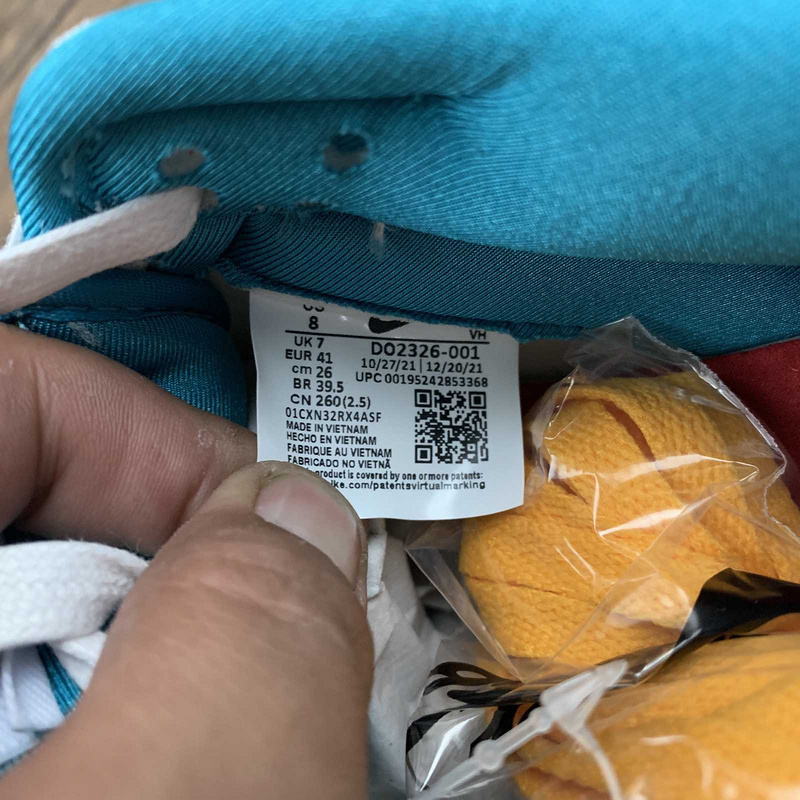 US
8
VH
UK 7
DO2326-001
EUR 41
10/27/21 | 12/20/21
cm 26
UPC 00195242853368
BR 39.5
CN 260(2.5)
01CXN32RX4ASF
MADE IN VIETNAM
HECHO EN VIETNAM
FABRIQUE AU VIETNAM
FABRICADO NO VIETNÃ
product is covered by one or more patents:
ke.com/patentsvirtualmarking